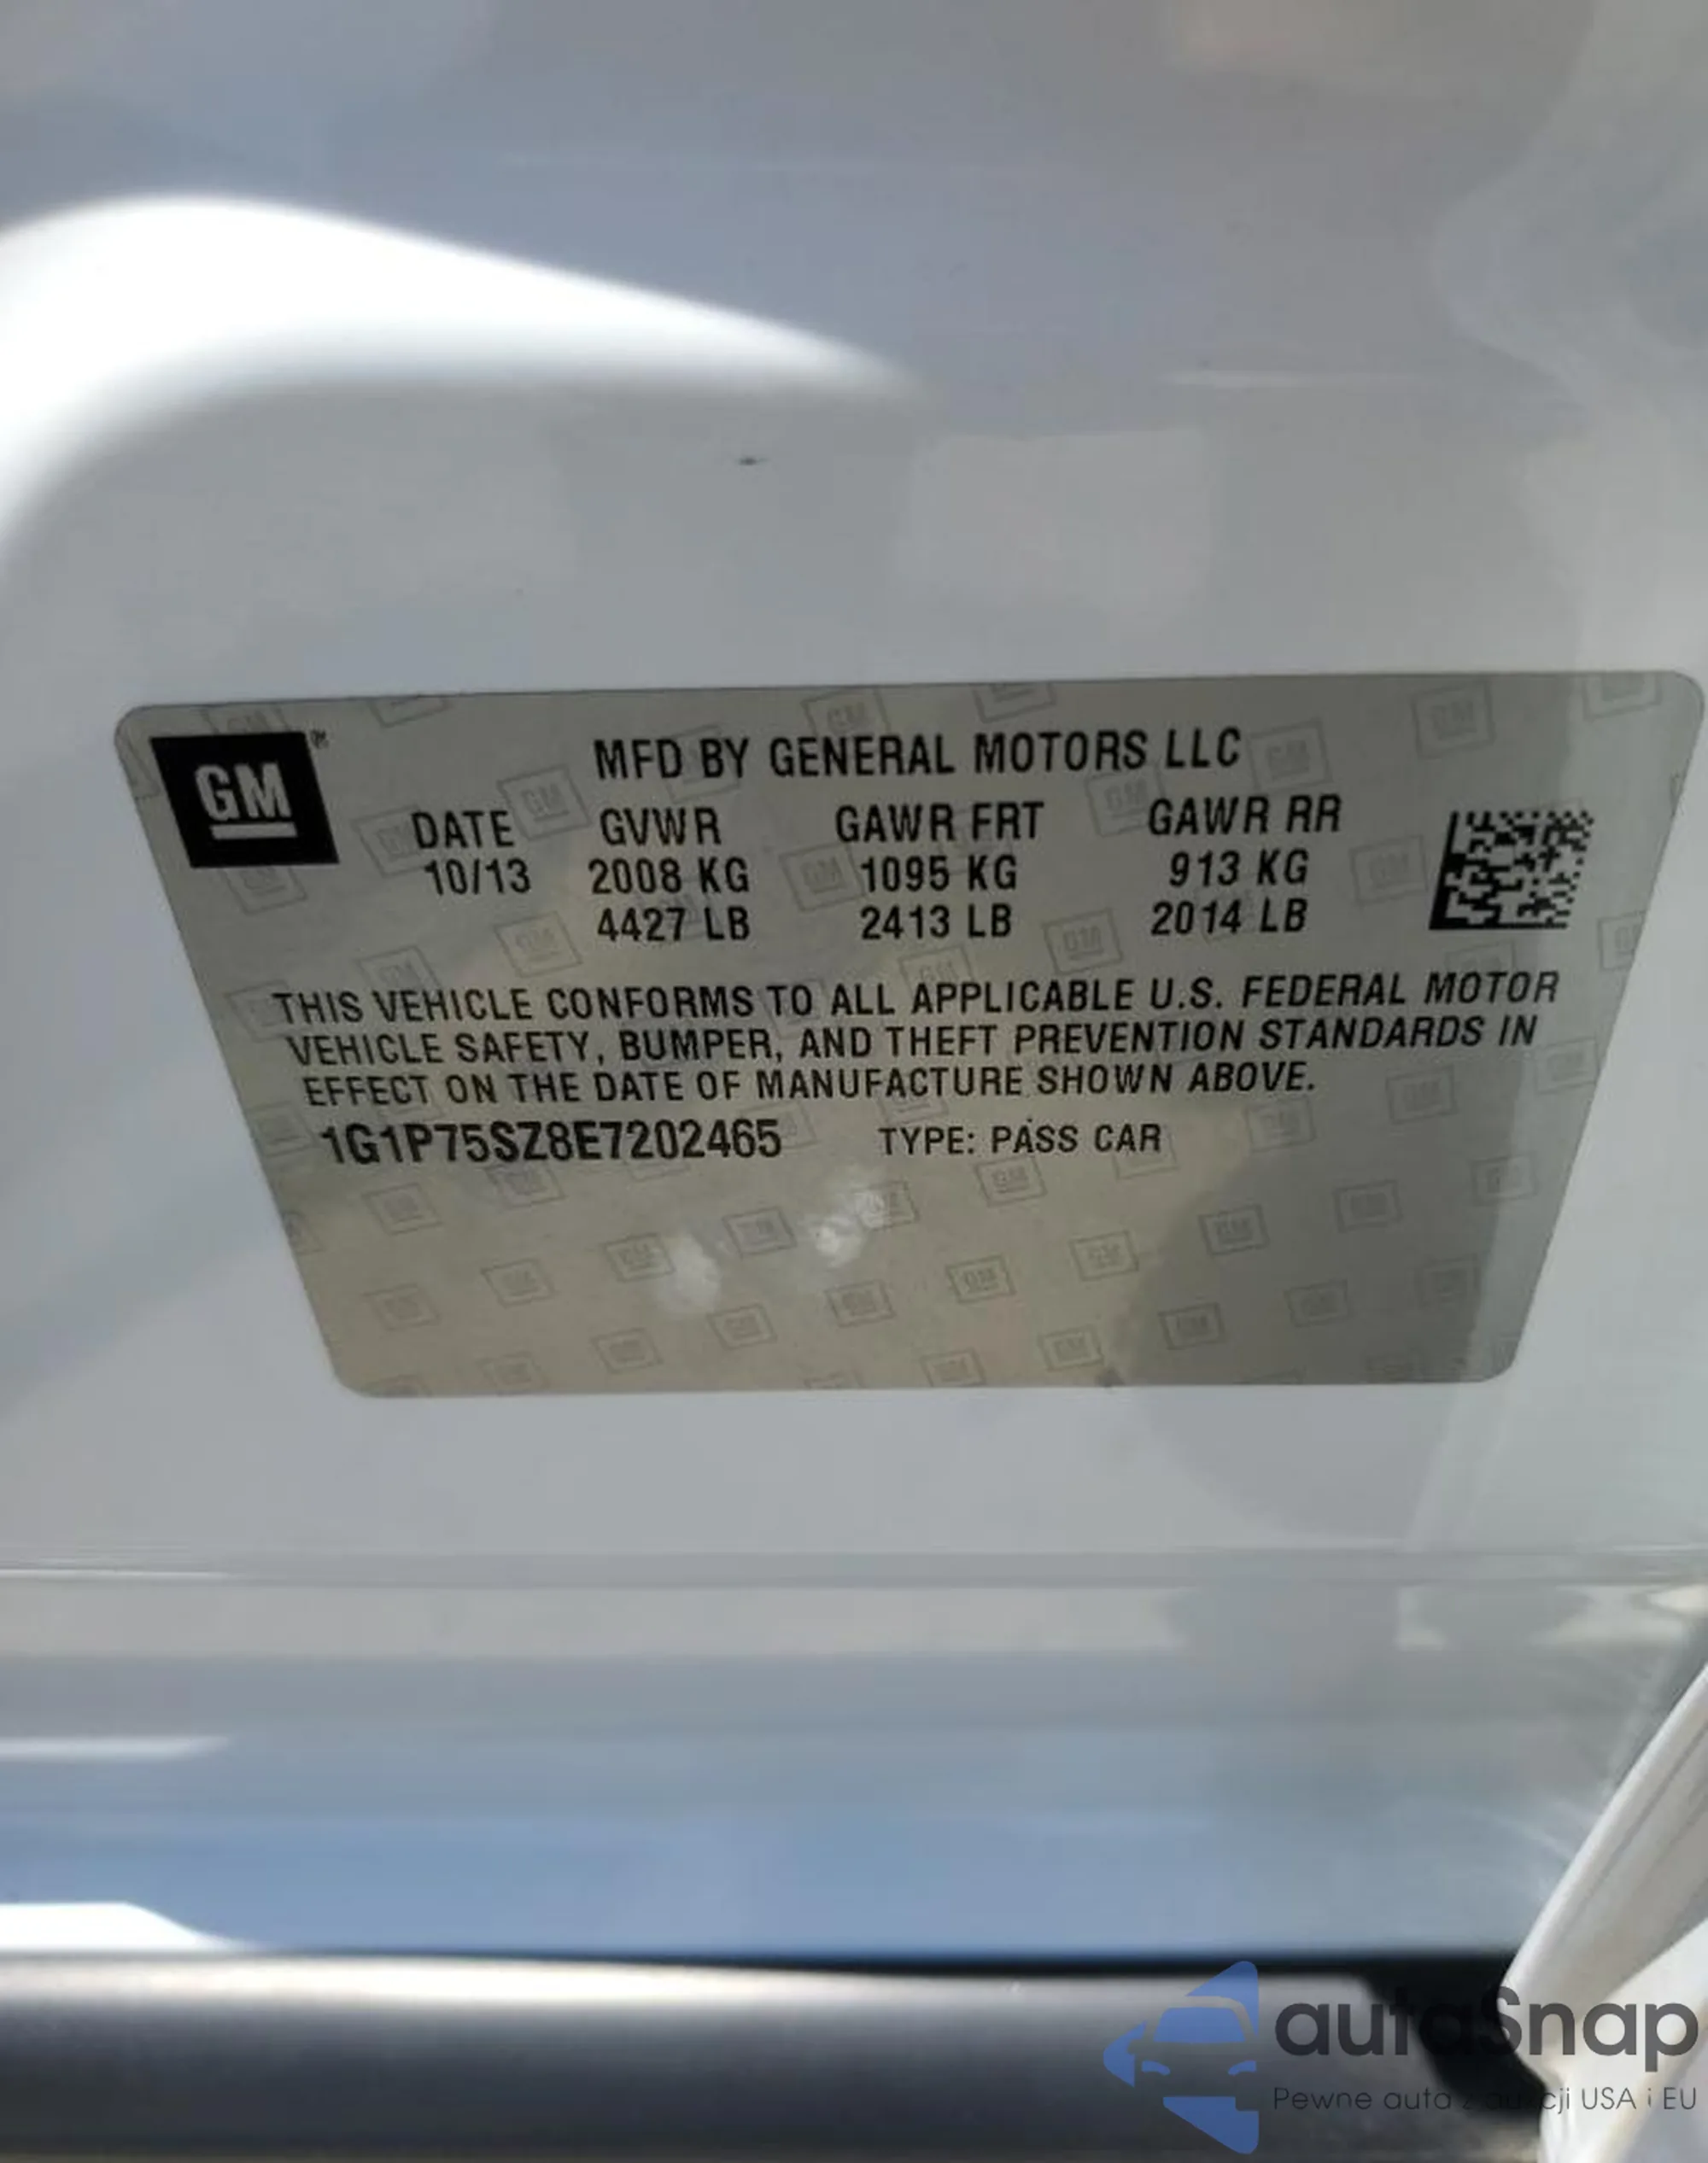 GM
MFD BY GENERAL MOTORS LLC
DATE GVWR GAWR FRT GAWR RR
10/13 2008 KG 1095 KG 913 KG
4427 LB 2413 LB 2014 LB
THIS VEHICLE CONFORMS TO ALL APPLICABLE U.S. FEDERAL MOTOR
VEHICLE SAFETY, BUMPER, AND THEFT PREVENTION STANDARDS IN
EFFECT ON THE DATE OF MANUFACTURE SHOWN ABOVE.
1G1P75SZ8E7202465 TYPE: PASS CAR
autaSnap
Pewne auta z aukcji USA i EU